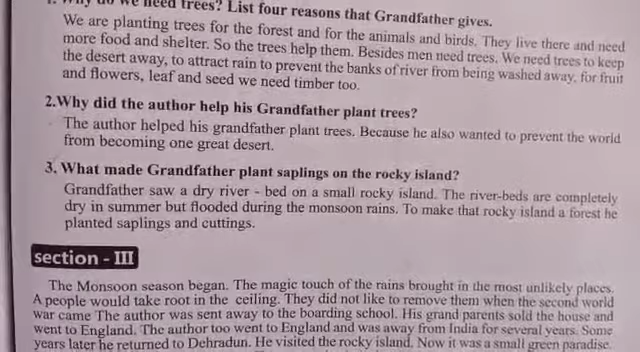 1. Why do we need trees? List four reasons that Grandfather gives.
We are planting trees for the forest and for the animals and birds. They live there and need
more food and shelter. So the trees help them. Besides men need trees. We need trees to keep
the desert away, to attract rain to prevent the banks of river from being washed away, for fruit
and flowers, leaf and seed we need timber too.
2.Why did the author help his Grandfather plant trees?
The author helped his grandfather plant trees. Because he also wanted to prevent the world
from becoming one great desert.
3. What made Grandfather plant saplings on the rocky island?
Grandfather saw a dry river - bed on a small rocky island. The river-beds are completely
dry in summer but flooded during the monsoon rains. To make that rocky island a forest he
planted saplings and cuttings.
section - III
The Monsoon season began. The magic touch of the rains brought in the most unlikely places.
A people would take root in the ceiling. They did not like to remove them when the second world
war came The author was sent away to the boarding school. His grand parents sold the house and
went to England. The author too went to England and was away from India for several years. Some
years later he returned to Dehradun. He visited the rocky island. Now it was a small green paradise.